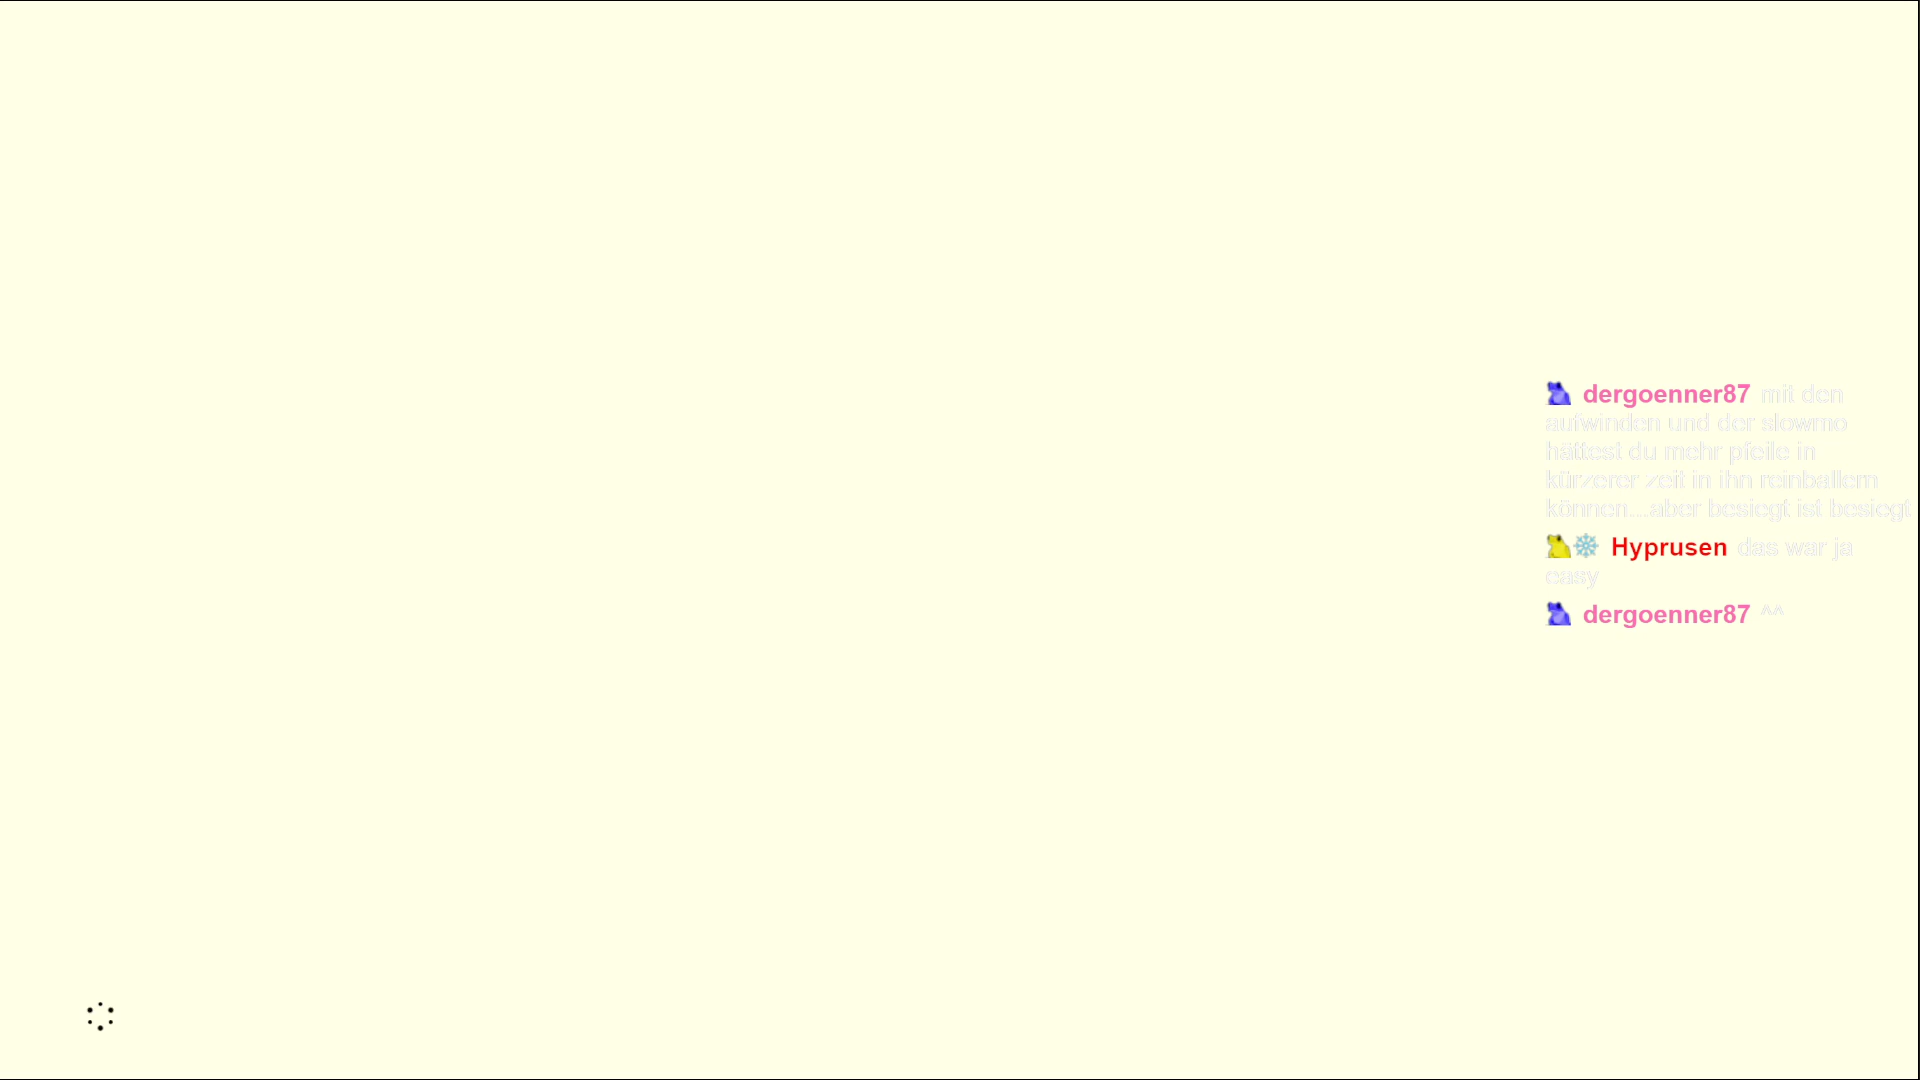 dergoenner87 mit den
aufwinden und der slowmo
hättest du mehr pfeile in
kürzerer zeit in ihn reinballern
können...aber besiegt ist besiegt
Hyprusen das war ja
easy
dergoenner87 ^^